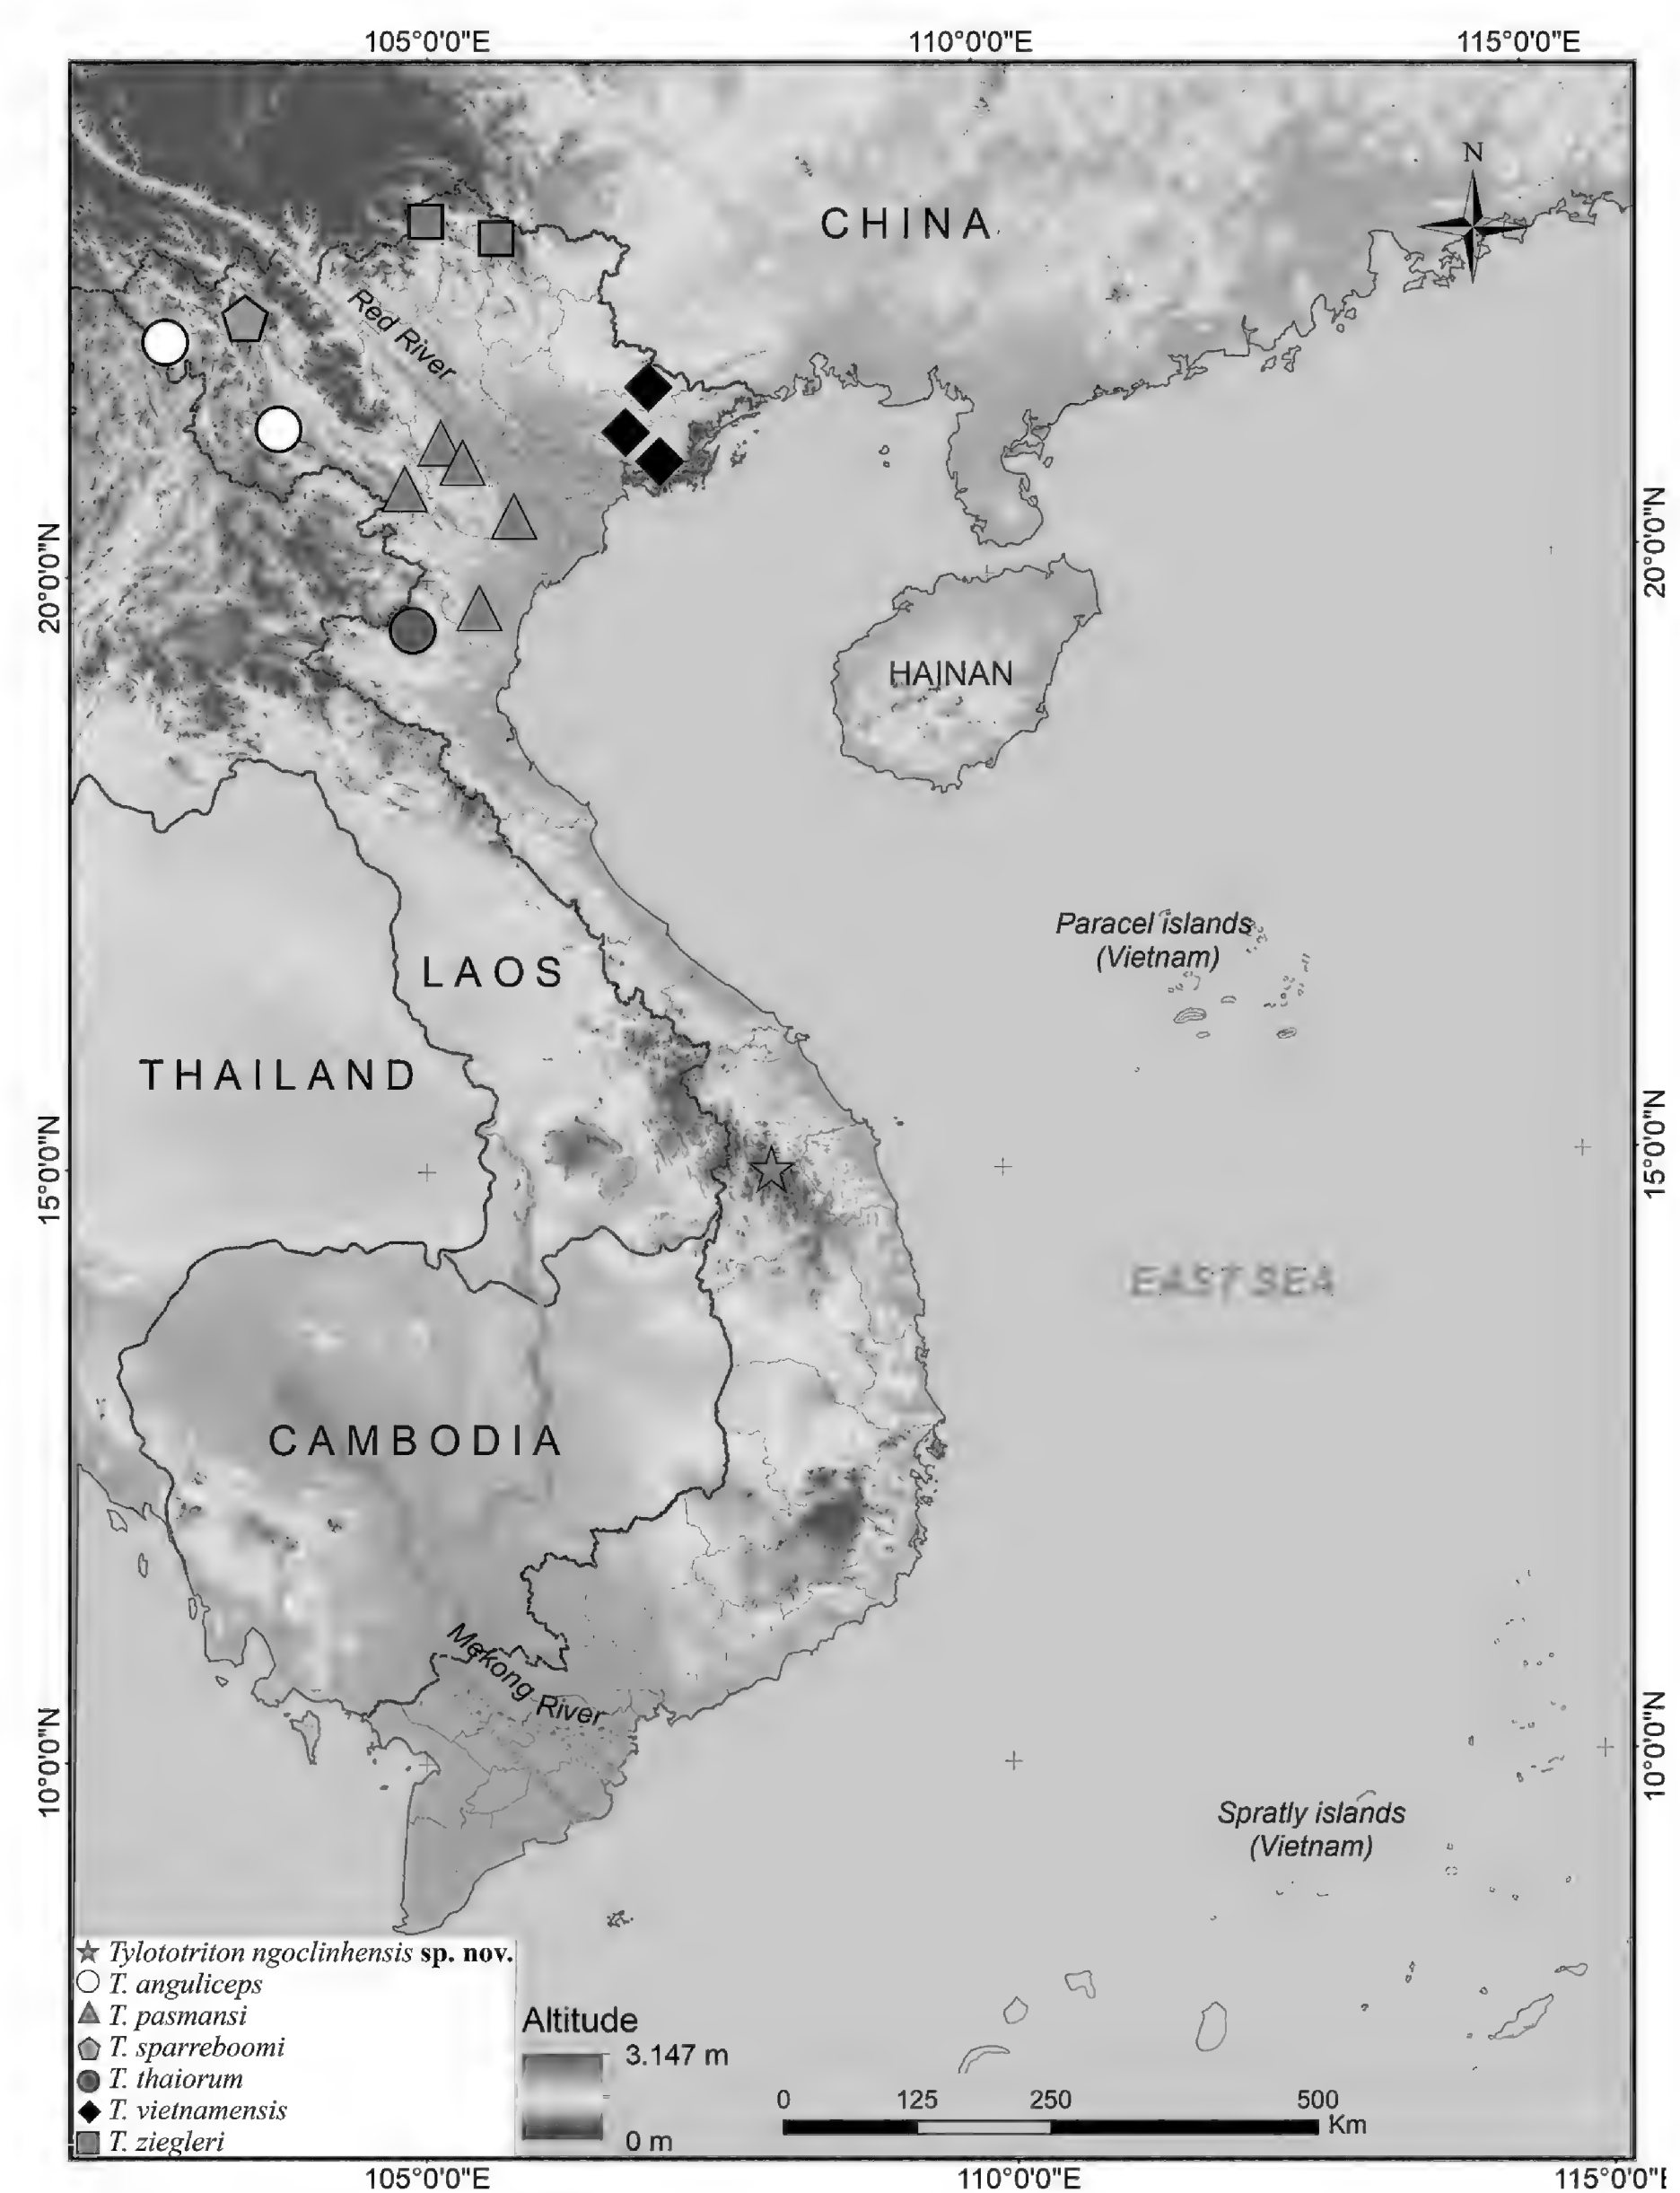 105°0'0"E 110°0'0"E 115°0'0"E
N
CHINA
Red River
20°0'0"N 20°0'0"N
HAINAN
Paracel islands
(Vietnam)
LAOS
THAILAND
15°0'0"N 15°0'0"N
EAST SEA
CAMBODIA
Mekong River
10°0'0"N 10°0'0"N
Spratly islands
(Vietnam)
Tylototriton ngoclinhensis sp. nov.
T. anguliceps
T. pasmansi
T. sparreboomi
T. thaiorum
T. vietnamensis
T. ziegleri
Altitude
3.147 m
0 m
0 125 250 500
Km
105°0'0"E 110°0'0"E 115°0'0"E